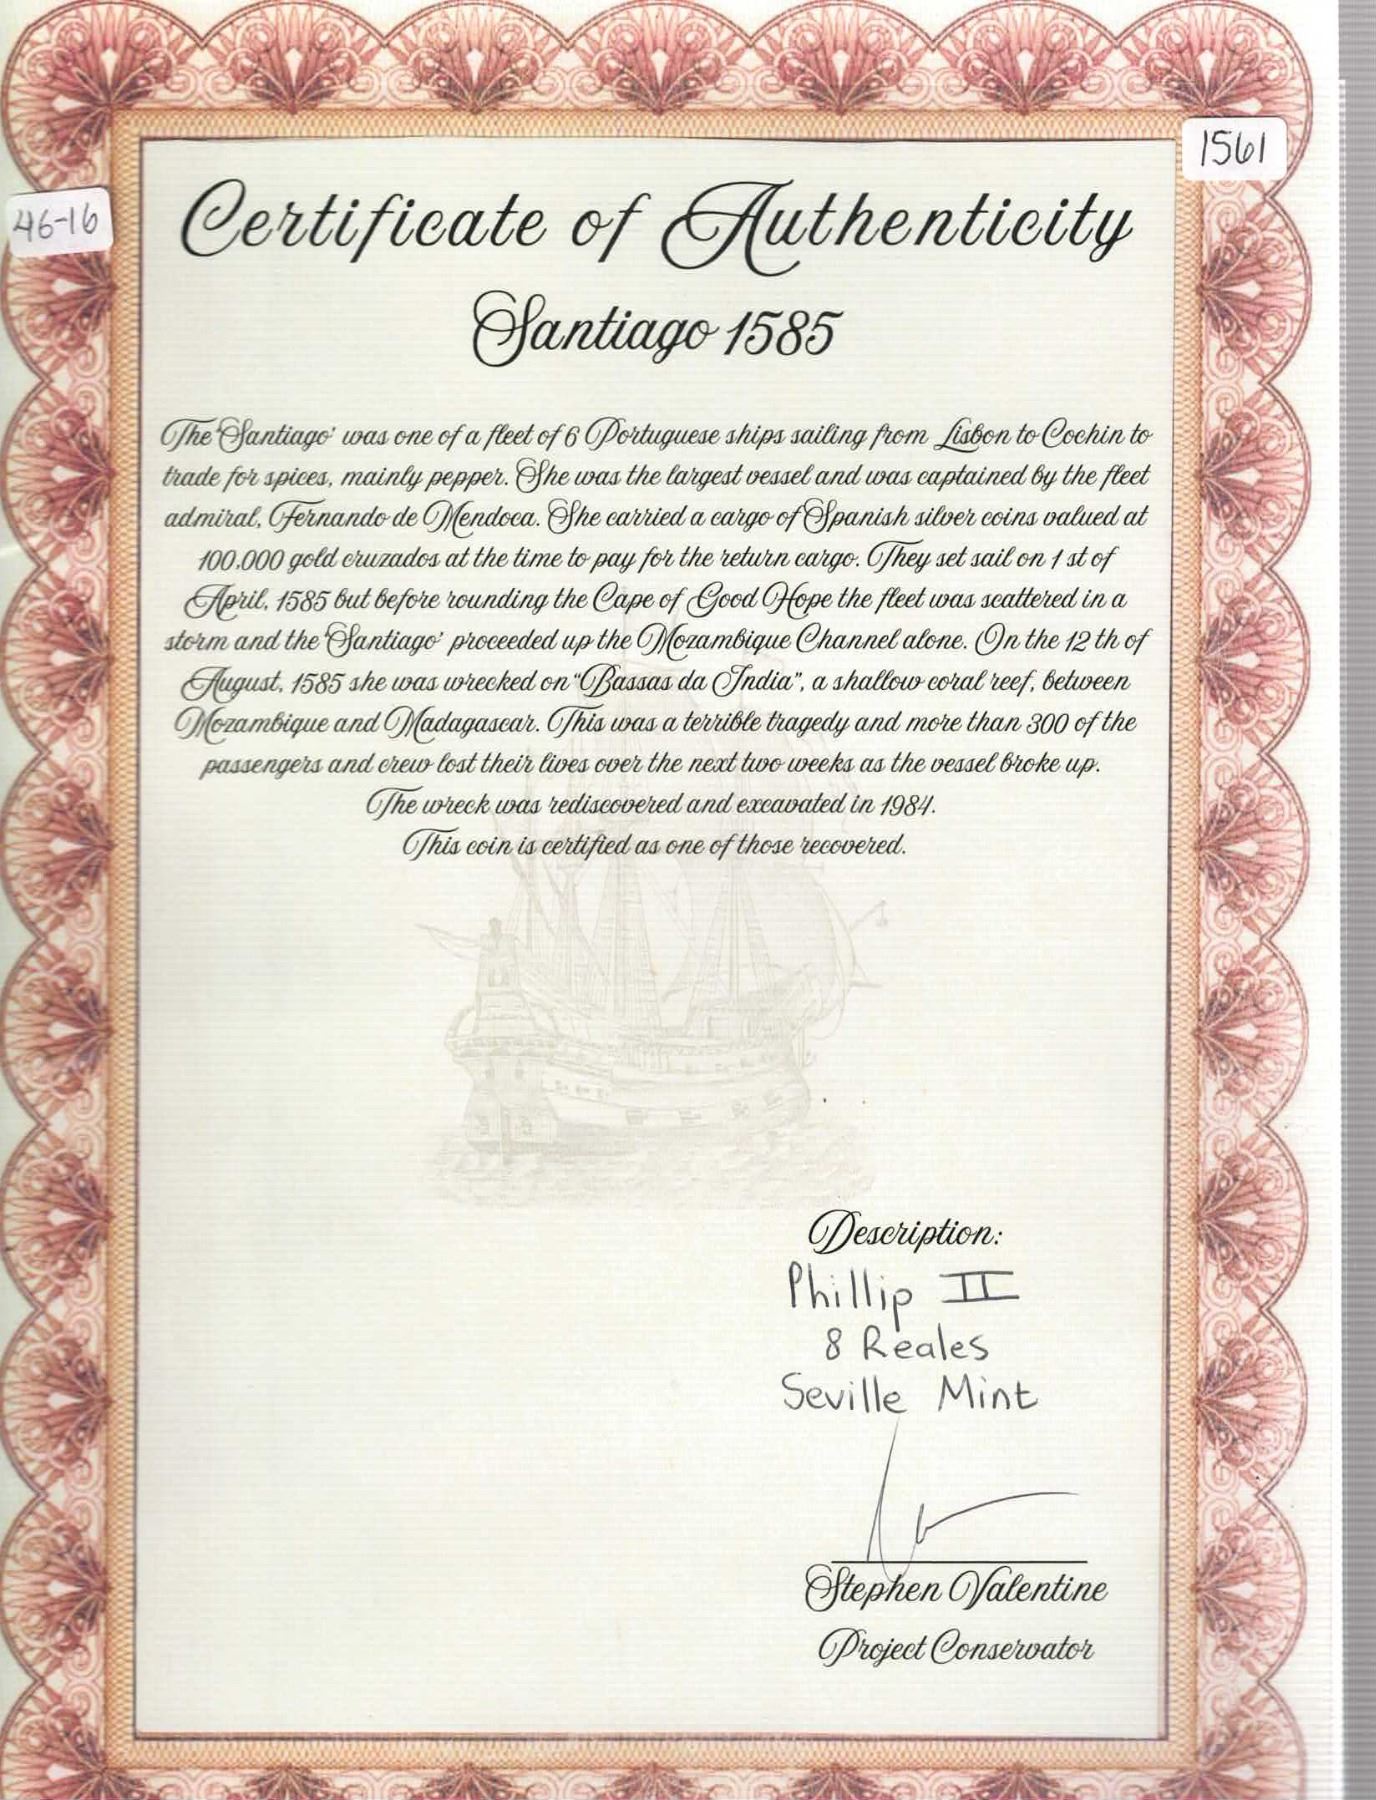 1561
46-16
Certificate of Authenticity
Santiago 1585
The 'Santiago' was one of a fleet of 6 Portuguese ships sailing from Lisbon to Cochin to
trade for spices, mainly pepper. She was the largest vessel and was captained by the fleet
admiral, Fernando de Mendoca. She carried a cargo of Spanish silver coins valued at
100.000 gold cruzados at the time to pay for the return cargo. They set sail on 1 st of
April, 1585 but before rounding the Cape of Good Hope the fleet was scattered in a
storm and the 'Santiago' proceeded up the Mozambique Channel alone. On the 12 th of
August, 1585 she was wrecked on "Bassas da India", a shallow coral reef, between
Mozambique and Madagascar. This was a terrible tragedy and more than 300 of the
passengers and crew lost their lives over the next two weeks as the vessel broke up.
The wreck was rediscovered and excavated in 1984.
This coin is certified as one of those recovered.
Description:
Phillip II
8 Reales
Seville Mint
Stephen Valentine
Project Conservator